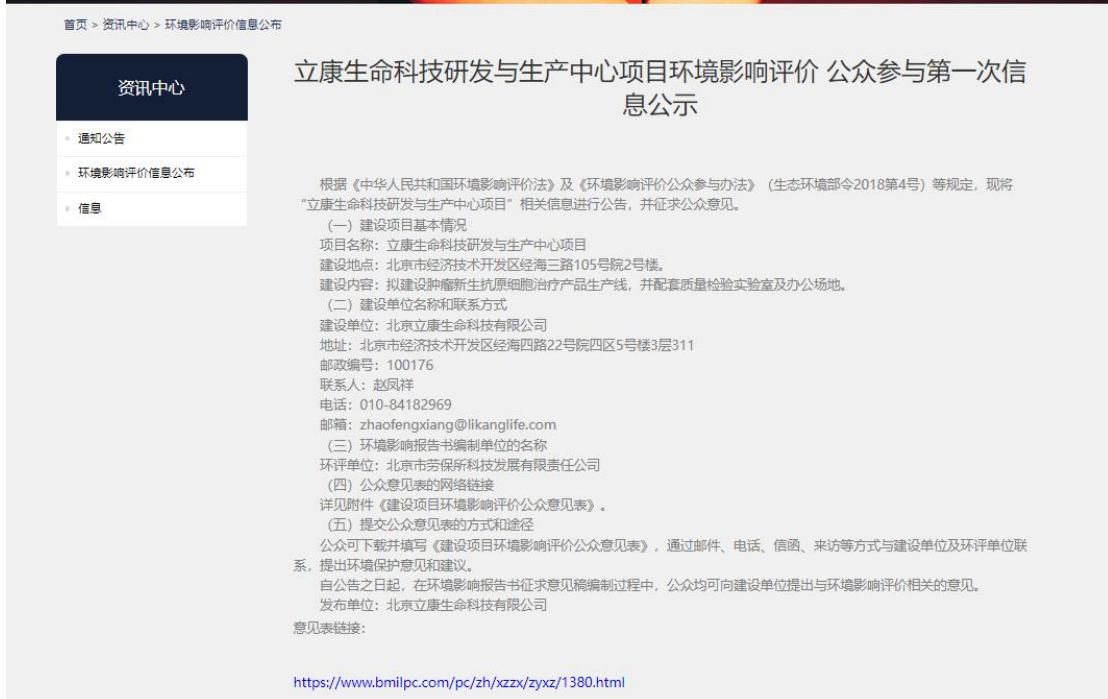 首页 > 资讯中心 > 环境影响评价信息公布
资讯中心
通知公告
环境影响评价信息公布
信息
立康生命科技研发与生产中心项目环境影响评价 公众参与第一次信
息公示
根据《中华人民共和国环境影响评价法》及《环境影响评价公众参与办法》（生态环境部令2018第4号）等规定，现将
“立康生命科技研发与生产中心项目”相关信息进行公告，并征求公众意见。
（一）建设项目基本情况
项目名称：立康生命科技研发与生产中心项目
建设地点：北京市经济技术开发区经海三路105号院2号楼。
建设内容：拟建设肿瘤新生抗原细胞治疗产品生产线，并配套质量检验实验室及办公场地。
（二）建设单位名称和联系方式
建设单位：北京立康生命科技有限公司
地址：北京市经济技术开发区经海四路22号院四区5号楼3层311
邮政编号：100176
联系人：赵凤祥
电话：010-84182969
邮箱：zhaofengxiang@likanglife.com
（三）环境影响报告书编制单位的名称
环评单位：北京市劳保所科技发展有限责任公司
（四）公众意见表的网络链接
详见附件《建设项目环境影响评价公众意见表》。
（五）提交公众意见表的方式和途径
公众可下载并填写《建设项目环境影响评价公众意见表》，通过邮件、电话、信函、来访等方式与建设单位及环评单位联
系，提出环境保护意见和建议。
自公告之日起，在环境影响报告书征求意见稿编制过程中，公众均可向建设单位提出与环境影响评价相关的意见。
发布单位：北京立康生命科技有限公司
意见表链接：
https://www.bmilpc.com/pc/zh/xzzx/zyxz/1380.html